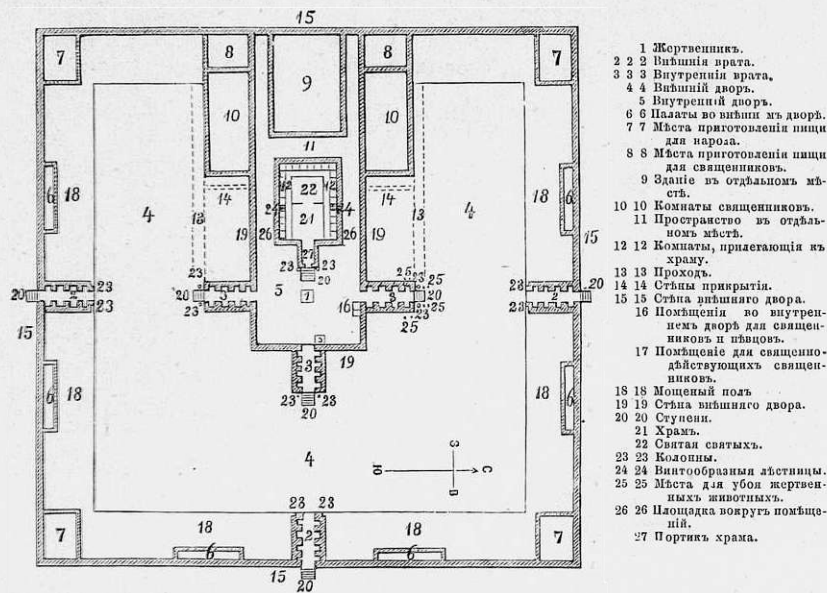 15
7
8
9
8
7
10
10
11
6
18
4
13
14
12
22
12
14
13
4
18
6
24
21
24
19
26
26
19
15
27
23
23
23
20
25
25
23
23
20
2
23
20
3
5
1
16
3
20
25
2
20
23
23
25
23
25
23
15
3
19
6
18
23
23
18
6
20
4
З
Ю
С
В
23
23
7
18
18
7
6
2
6
15
20
1 Жертвенникъ.
2 2 2 Внѣшнія врата.
3 3 3 Внутреннія врата.
4 4 Внѣшній дворъ.
5 Внутренній дворъ.
6 6 Палаты во внѣшн мъ дворѣ.
7 7 Мѣста приготовленія пищи
для народа.
8 8 Мѣста приготовленія пищи
для священниковъ.
9 Зданіе въ отдѣльномъ мѣ-
стѣ.
10 10 Комнаты священниковъ.
11 Пространство въ отдѣль-
номъ мѣстѣ.
12 12 Комнаты, прилегающія къ
храму.
13 13 Проходъ.
14 14 Стѣны прикрытія.
15 15 Стѣна внѣшняго двора.
16 Помѣщенія во внутрен-
немъ дворѣ для священ-
никовъ и пѣвцовъ.
17 Помѣщеніе для священно-
дѣйствующихъ священ-
никовъ.
18 18 Мощеный полъ
19 19 Стѣна внѣшняго двора.
20 20 Ступени.
21 Храмъ.
22 Святая святыхъ.
23 23 Колонны.
24 24 Винтообразныя лѣстницы.
25 25 Мѣста для убоя жертвен-
ныхъ животныхъ.
26 26 Площадка вокругъ помѣще-
ній.
27 Портикъ храма.